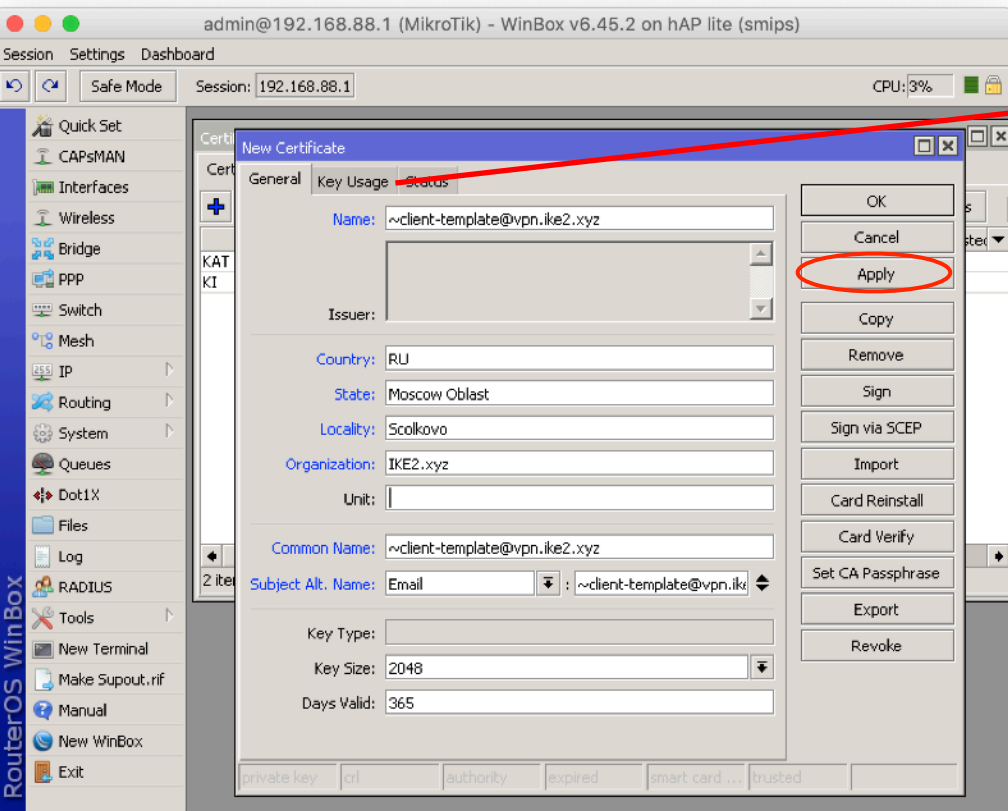 admin@192.168.88.1 (MikroTik) - WinBox v6.45.2 on hAP lite (smips)
Session Settings Dashboard
Safe Mode Session: 192.168.88.1 CPU: 3%
Quick Set
CAPsMAN
Interfaces
Wireless
Bridge
PPP
Switch
Mesh
IP
Routing
System
Queues
Dot1X
Files
Log
RADIUS
Tools
New Terminal
Make Supout.rif
Manual
New WinBox
Exit
RouterOS WinBox
Certi
Cert
KAT
KI
2 iter
New Certificate
General Key Usage Status
Name: ~client-template@vpn.ike2.xyz
Issuer:
Country: RU
State: Moscow Oblast
Locality: Scolkovo
Organization: IKE2.xyz
Unit:
Common Name: ~client-template@vpn.ike2.xyz
Subject Alt. Name: Email : ~client-template@vpn.ike
Key Type:
Key Size: 2048
Days Valid: 365
private key crl authority expired smart card ... trusted
OK
Cancel
Apply
Copy
Remove
Sign
Sign via SCEP
Import
Card Reinstall
Card Verify
Set CA Passphrase
Export
Revoke